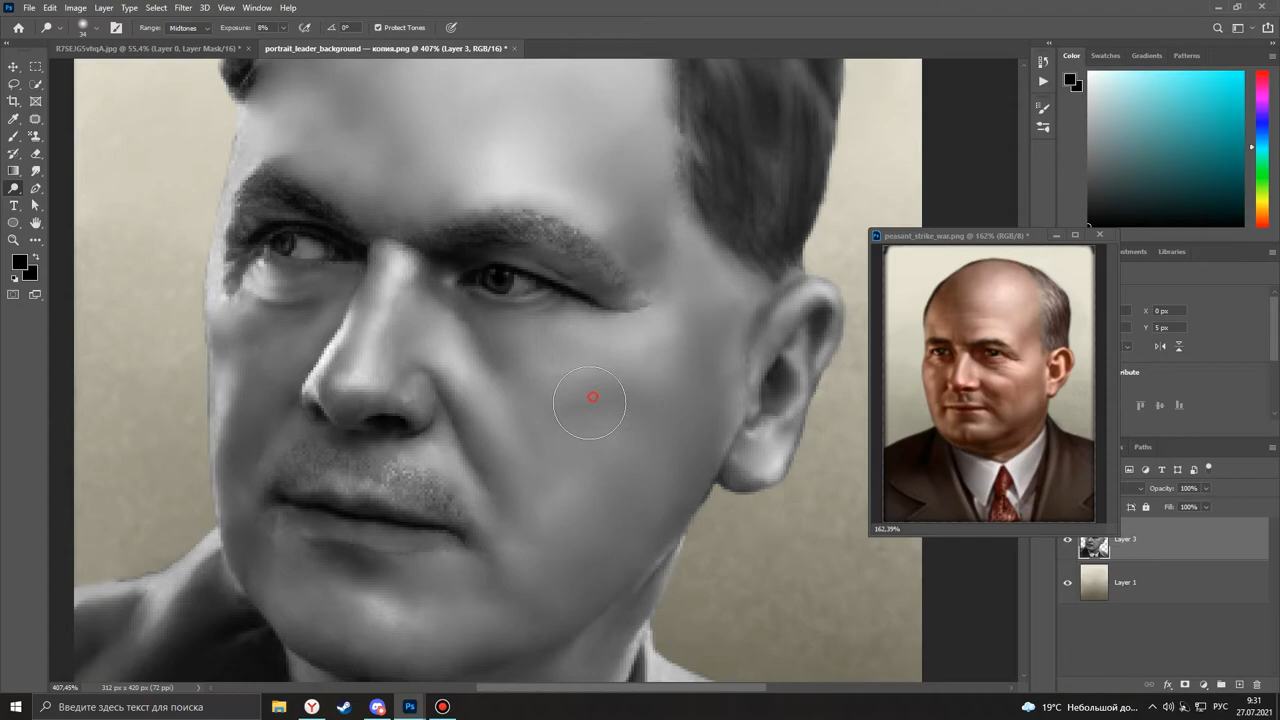 File Edit Image Layer Type Select Filter 3D View Window Help
34 Range: Midtones Exposure: 8% 0° Protect Tones
R7SEJG5vhqA.jpg @ 55,4% (Layer 0, Layer Mask/16) * × portrait_leader_background — копия.png @ 407% (Layer 3, RGB/16) * ×
Color Swatches Gradients Patterns
peasant_strike_war.png @ 162% (RGB/8) *
Libraries
X 0 px
Y 5 px
Paths
Opacity: 100%
Fill: 100%
162,39%
Layer 3
Layer 1
407,45% 312 px x 420 px (72 ppi)
Введите здесь текст для поиска
19°C Небольшой до... РУС 9:31
27.07.2021